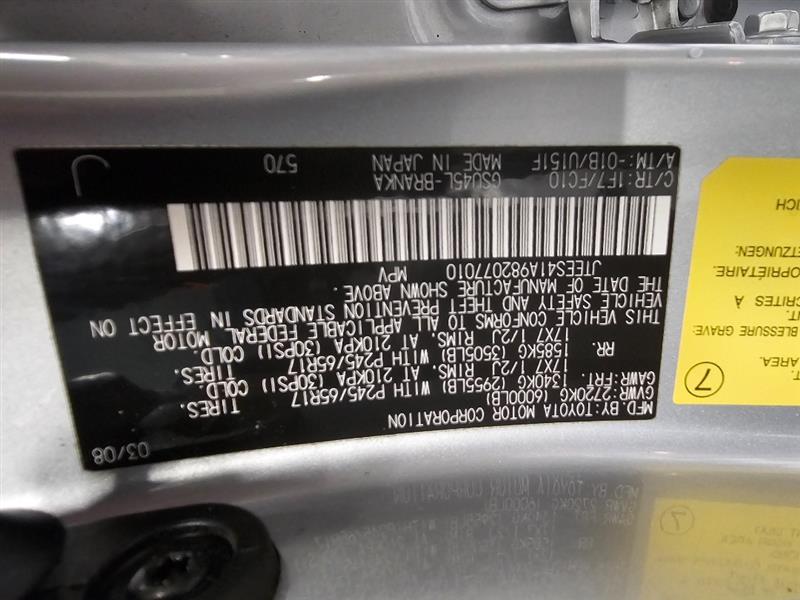 MFD.BY:TOYOTA MOTOR CORPORATION 03/08
GVWR:2720KG (6000LB) TIRES.
GAWR:FRT. 1340KG (2955LB) WITH P245/65R17
17X7 1/2J RIMS. AT 210KPA (30PSI) COLD.
RR. 1585KG (3505LB) WITH P245/65R17 TIRES.
17X7 1/2J RIMS. AT 210KPA (30PSI) COLD.
THIS VEHICLE CONFORMS TO ALL APPLICABLE FEDERAL MOTOR
VEHICLE SAFETY AND THEFT PREVENTION STANDARDS IN EFFECT ON
THE DATE OF MANUFACTURE SHOWN ABOVE.
JTEES41A982077010 MPV
C/TR:1F7/FC10 GSU45L-BRANKA 570
A/TM:-01B/U151F MADE IN JAPAN
J
7
AREA.
BLESSURE GRAVE: